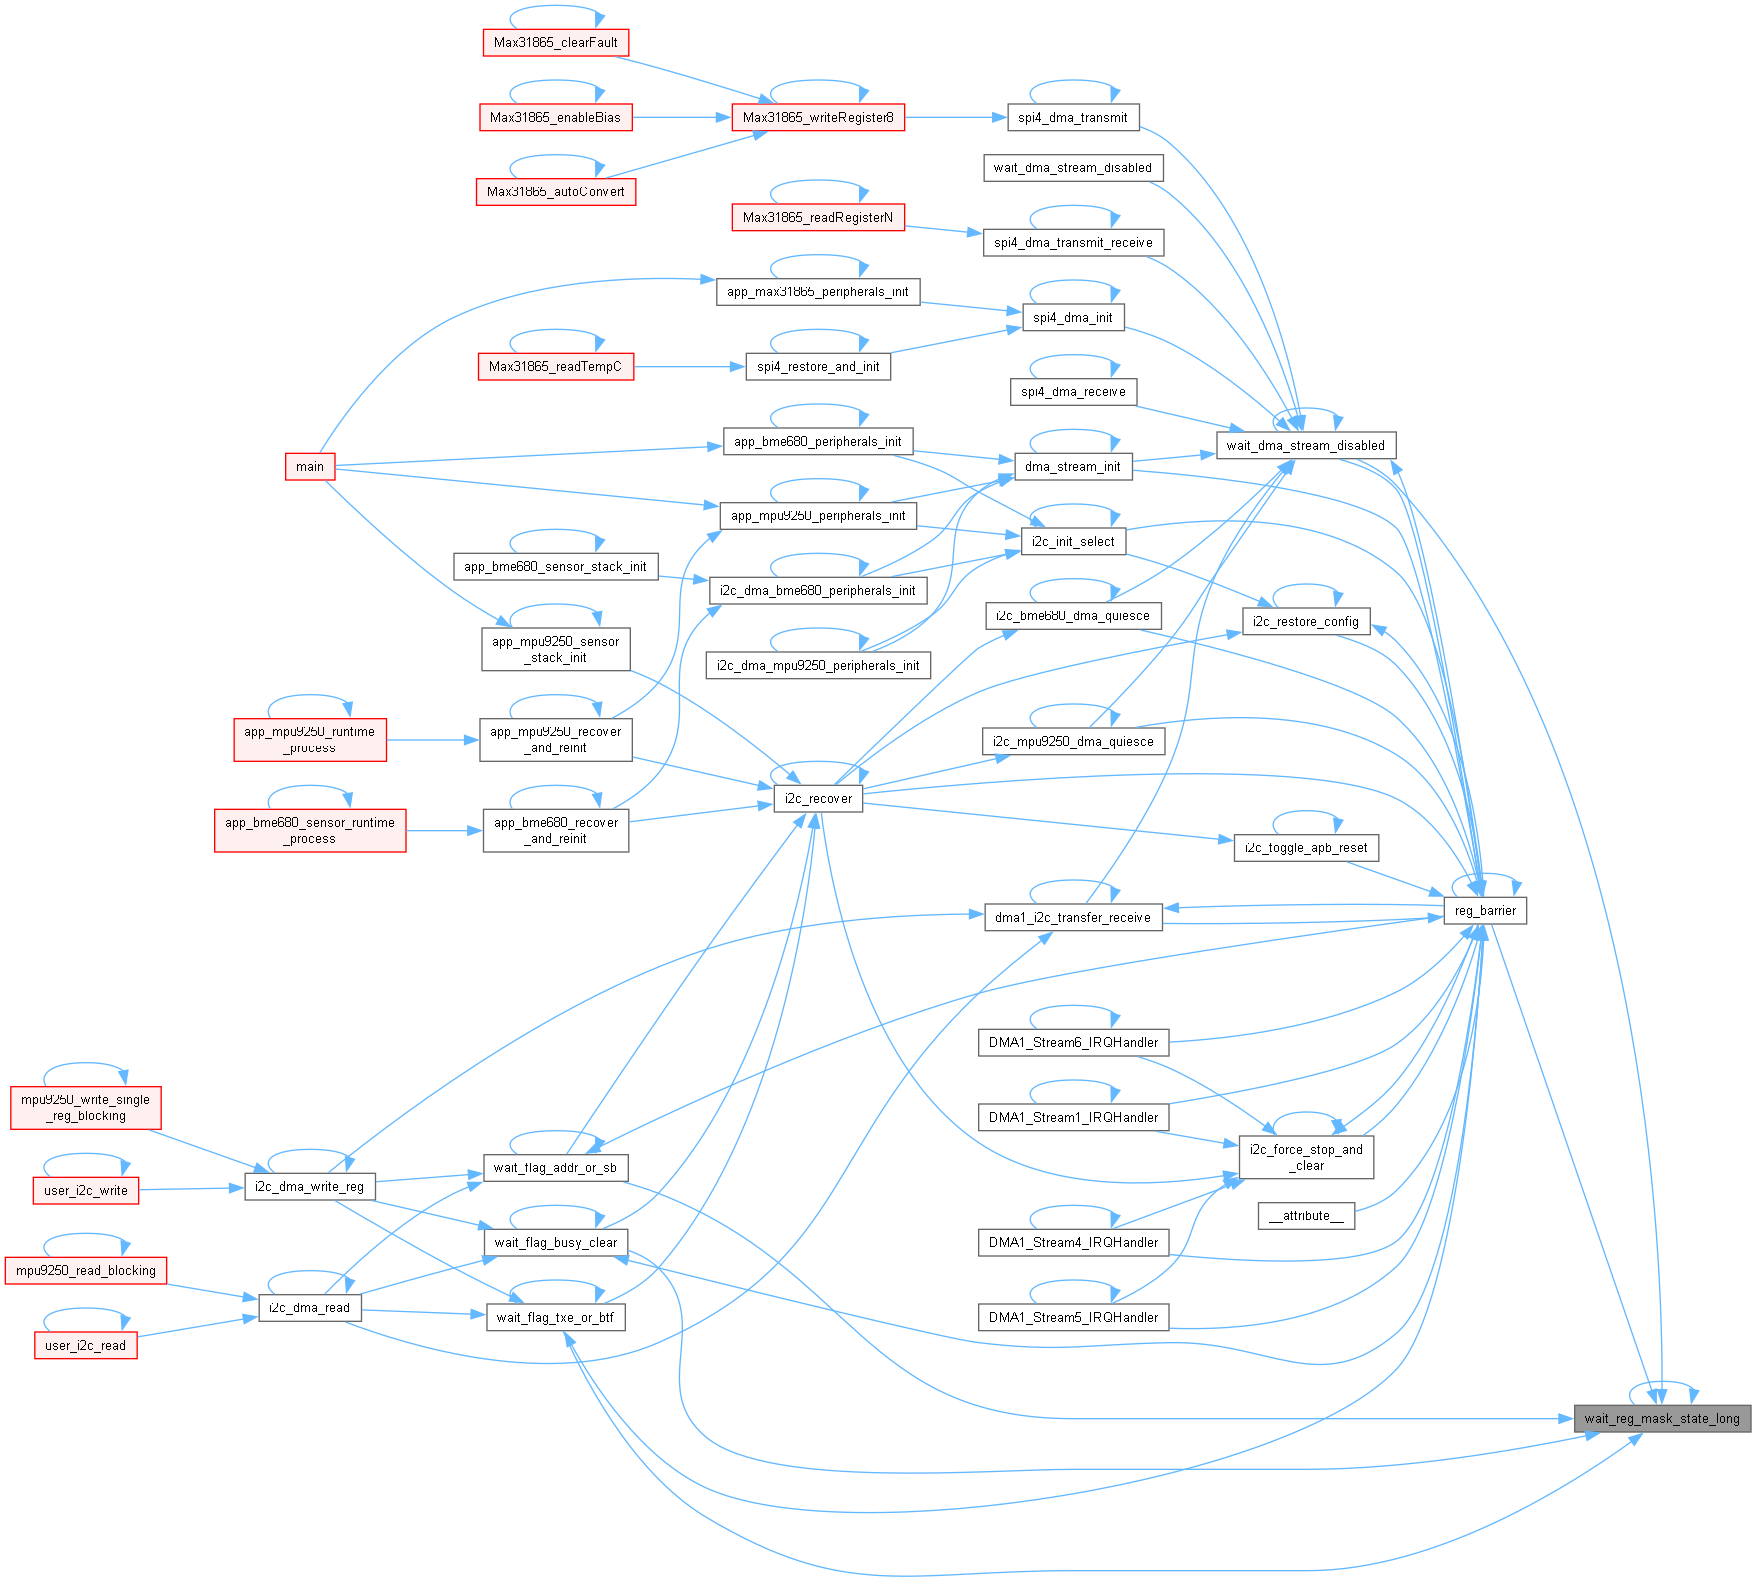 Max31865_clearFault
Max31865_enableBias
Max31865_writeRegister8
spi4_dma_transmit
wait_dma_stream_disabled
Max31865_autoConvert
Max31865_readRegisterN
spi4_dma_transmit_receive
app_max31865_peripherals_init
spi4_dma_init
Max31865_readTempC
spi4_restore_and_init
spi4_dma_receive
main
app_bme680_peripherals_init
dma_stream_init
wait_dma_stream_disabled
app_mpu9250_peripherals_init
i2c_init_select
app_bme680_sensor_stack_init
i2c_dma_bme680_peripherals_init
i2c_bme680_dma_quiesce
i2c_restore_config
app_mpu9250_sensor
_stack_init
i2c_dma_mpu9250_peripherals_init
app_mpu9250_runtime
_process
app_mpu9250_recover
_and_reinit
i2c_mpu9250_dma_quiesce
i2c_recover
app_bme680_sensor_runtime
_process
app_bme680_recover
_and_reinit
i2c_toggle_apb_reset
dma1_i2c_transfer_receive
reg_barrier
DMA1_Stream6_IRQHandler
mpu9250_write_single
_reg_blocking
DMA1_Stream1_IRQHandler
i2c_force_stop_and
_clear
wait_flag_addr_or_sb
user_i2c_write
i2c_dma_write_reg
__attribute__
wait_flag_busy_clear
DMA1_Stream4_IRQHandler
mpu9250_read_blocking
i2c_dma_read
wait_flag_txe_or_btf
DMA1_Stream5_IRQHandler
user_i2c_read
wait_reg_mask_state_long